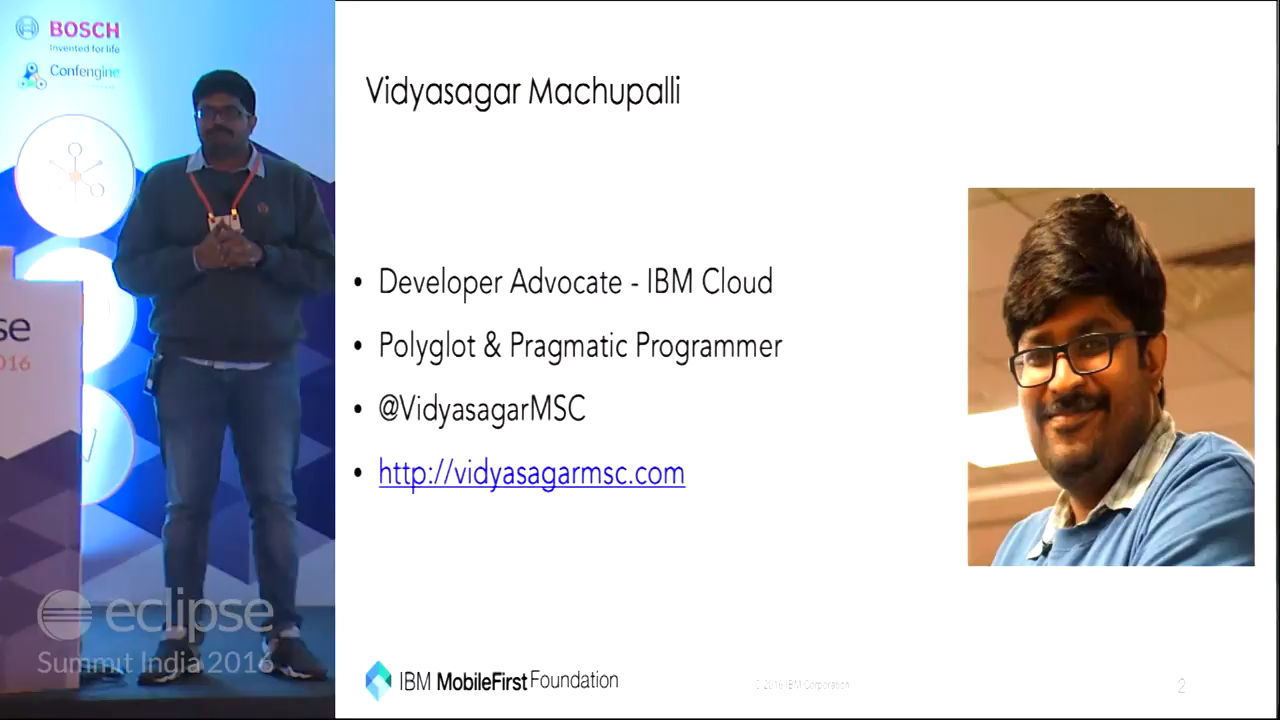 BOSCH
Invented for life
Confengine
se
016
eclipse
Summit India 2016
Vidyasagar Machupalli
• Developer Advocate - IBM Cloud
• Polyglot & Pragmatic Programmer
• @VidyasagarMSC
• http://vidyasagarmsc.com
IBM MobileFirst Foundation
© 2016 IBM Corporation
2